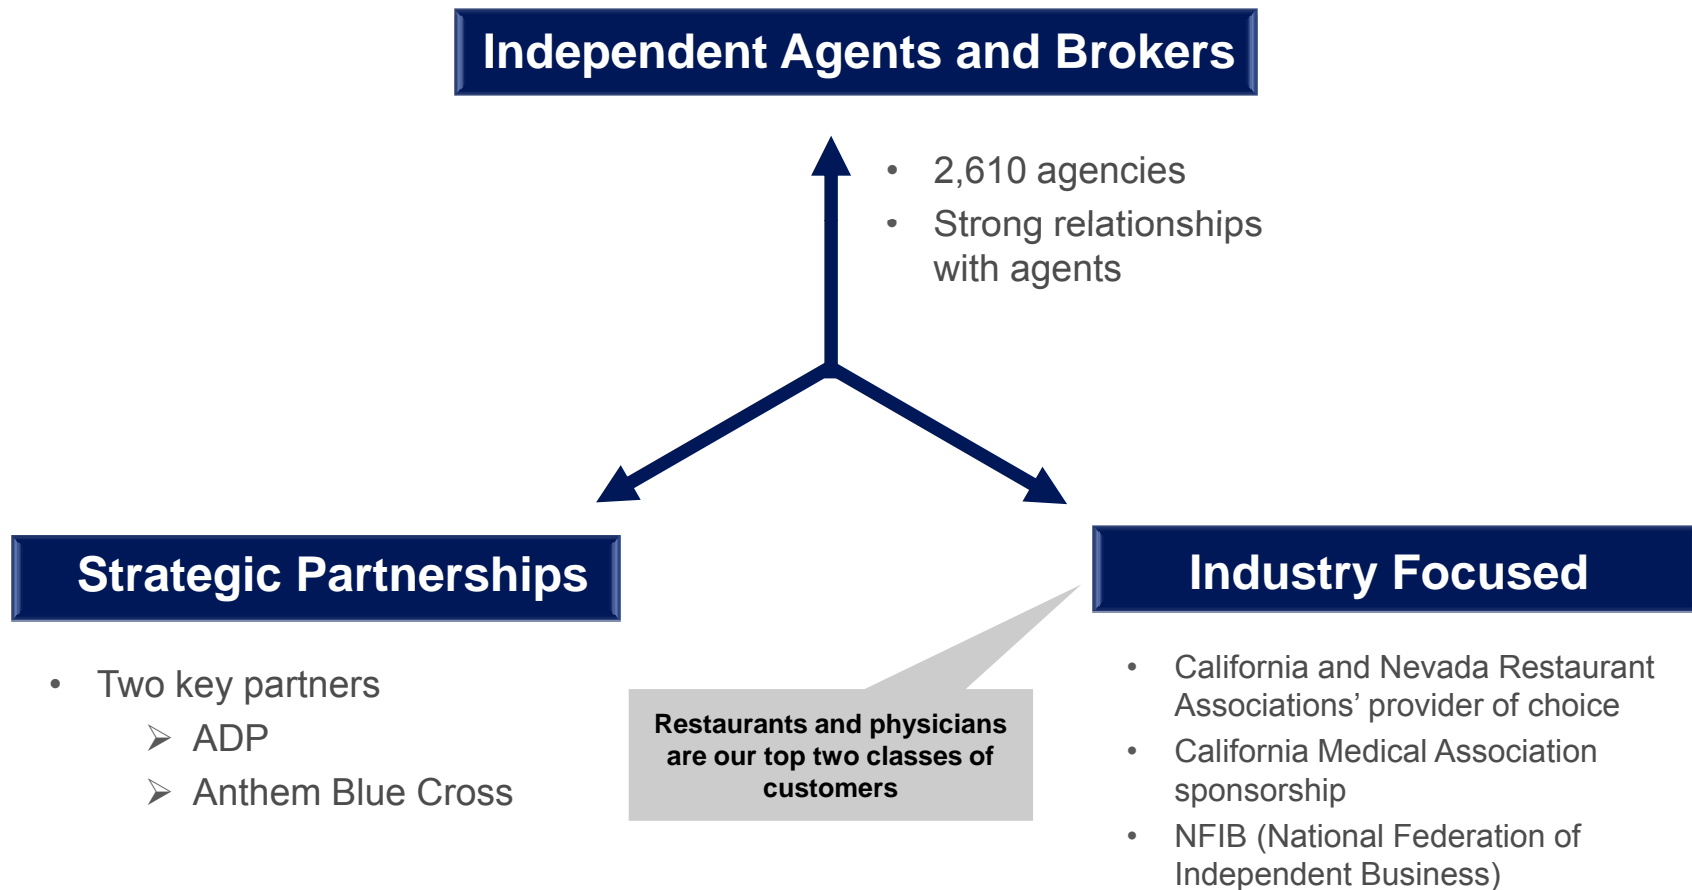 Independent Agents and Brokers
• 2,610 agencies
• Strong relationships
with agents
Strategic Partnerships
• Two key partners
➢ ADP
➢ Anthem Blue Cross
Restaurants and physicians
are our top two classes of
customers
Industry Focused
• California and Nevada Restaurant
Associations’ provider of choice
• California Medical Association
sponsorship
• NFIB (National Federation of
Independent Business)